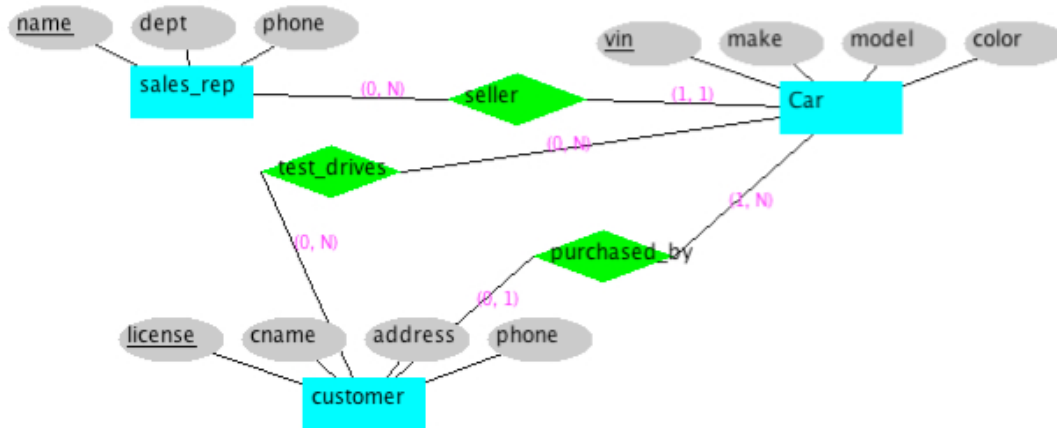 name dept phone
vin make model color
sales_rep
(0, N)
seller
(1, 1)
Car
test_drives
(0, N)
(0, N)
(1, N)
purchased_by
(0, 1)
license cname address phone
customer